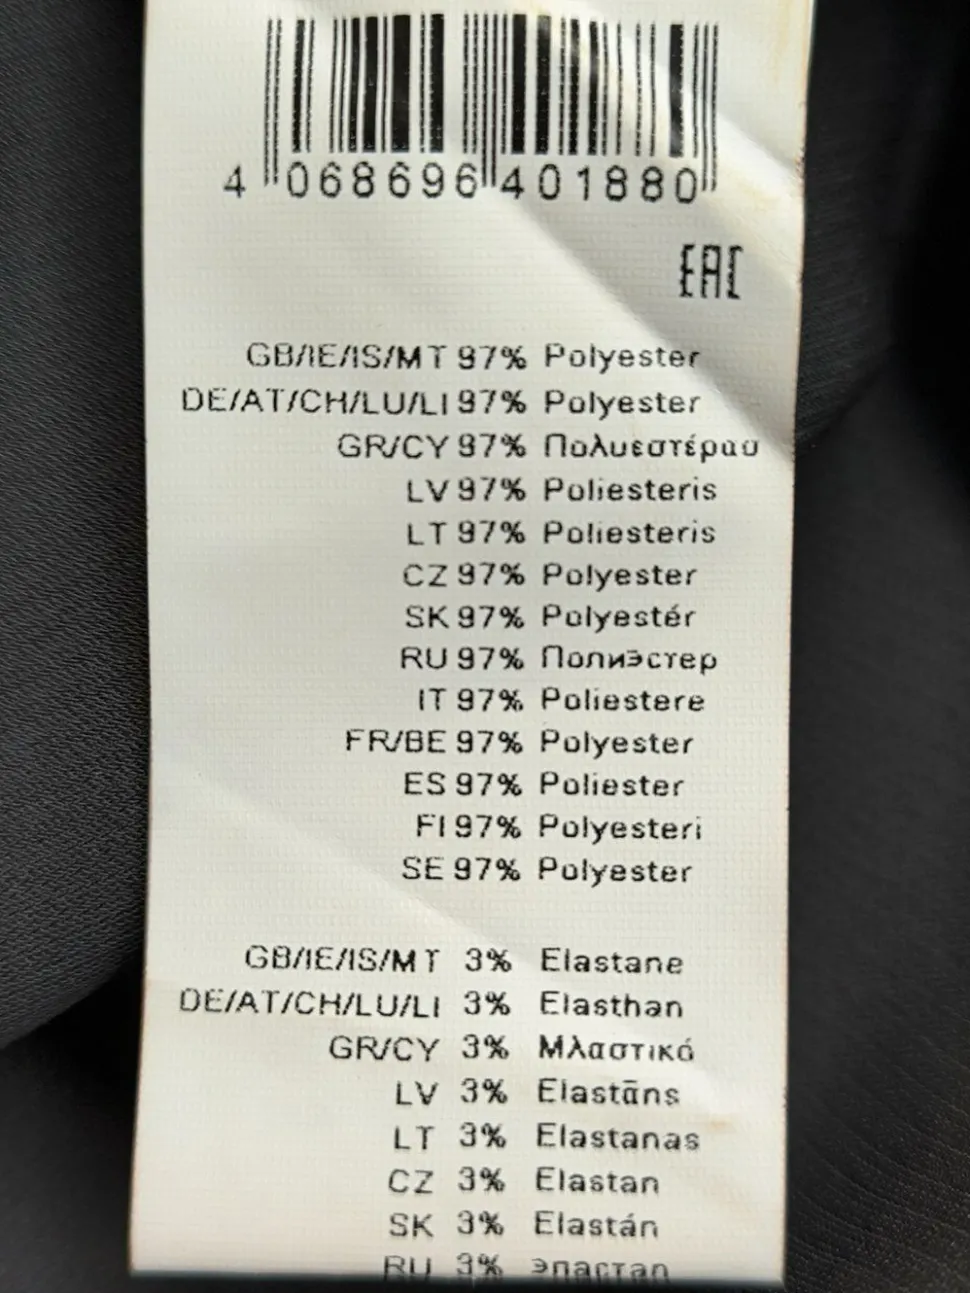 4 068696 401880
EAC
GB/IE/IS/MT 97% Polyester
DE/AT/CH/LU/LI 97% Polyester
GR/CY 97% Πολυεστέραυ
LV 97% Poliesteris
LT 97% Poliesteris
CZ 97% Polyester
SK 97% Polyestér
RU 97% Полиэстер
IT 97% Poliestere
FR/BE 97% Polyester
ES 97% Poliester
FI 97% Polyesteri
SE 97% Polyester
GB/IE/IS/MT 3% Elastane
DE/AT/CH/LU/LI 3% Elasthan
GR/CY 3% Μλαστικό
LV 3% Elastāns
LT 3% Elastanas
CZ 3% Elastan
SK 3% Elastán
RU 3% эластан